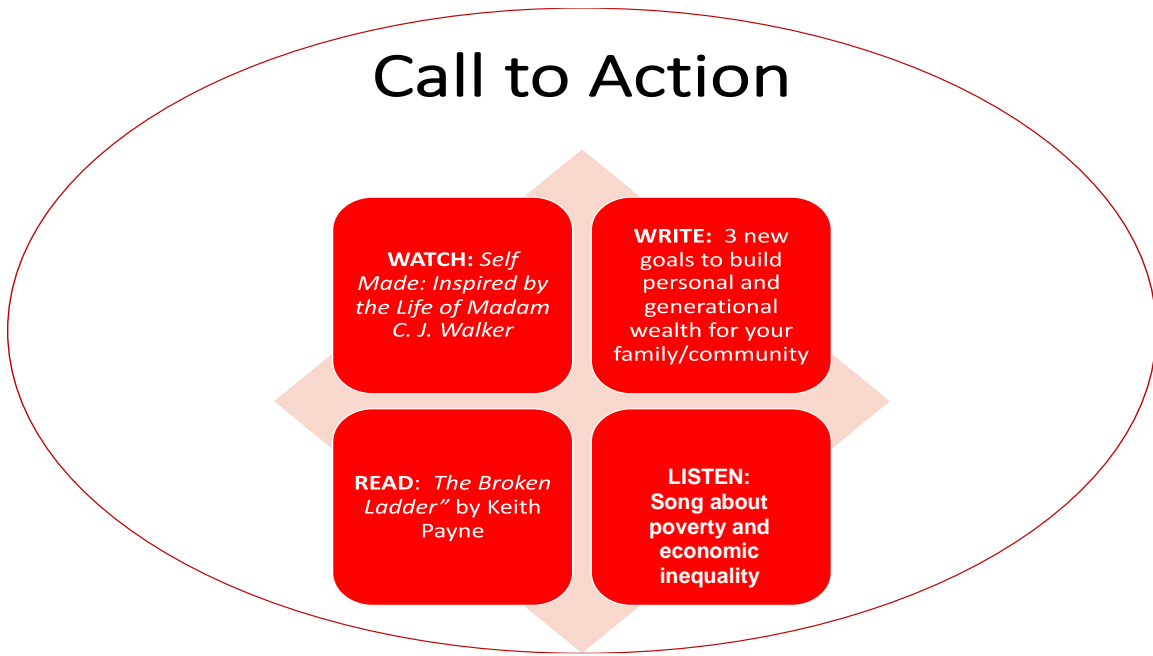 Call to Action
WATCH: Self
Made: Inspired by
the Life of Madam
C. J. Walker
WRITE:  3 new
goals to build
personal and
generational
wealth for your
family/community
READ:  The Broken
Ladder” by Keith
Payne
LISTEN:
Song about
poverty and
economic
inequality